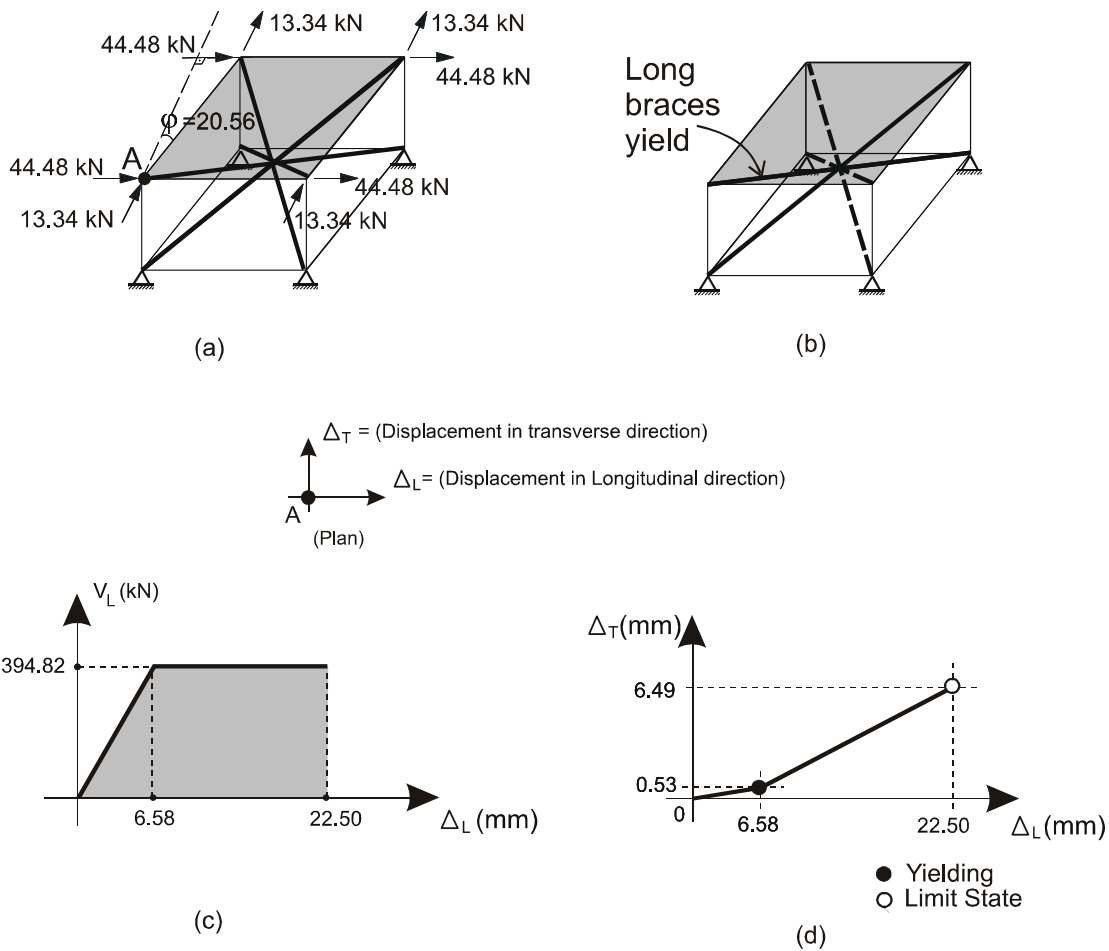 13.34 kN
13.34 kN
44.48 kN
44.48 kN
φ =20.56
A
44.48 kN
44.48 kN
13.34 kN
13.34 kN
(a)
Long
braces
yield
(b)
Δ_T = (Displacement in transverse direction)
Δ_L= (Displacement in Longitudinal direction)
A
(Plan)
V_L (kN)
394.82
6.58
22.50
Δ_L (mm)
(c)
Δ_T(mm)
6.49
0.53
0
6.58
22.50
Δ_L (mm)
Yielding
Limit State
(d)